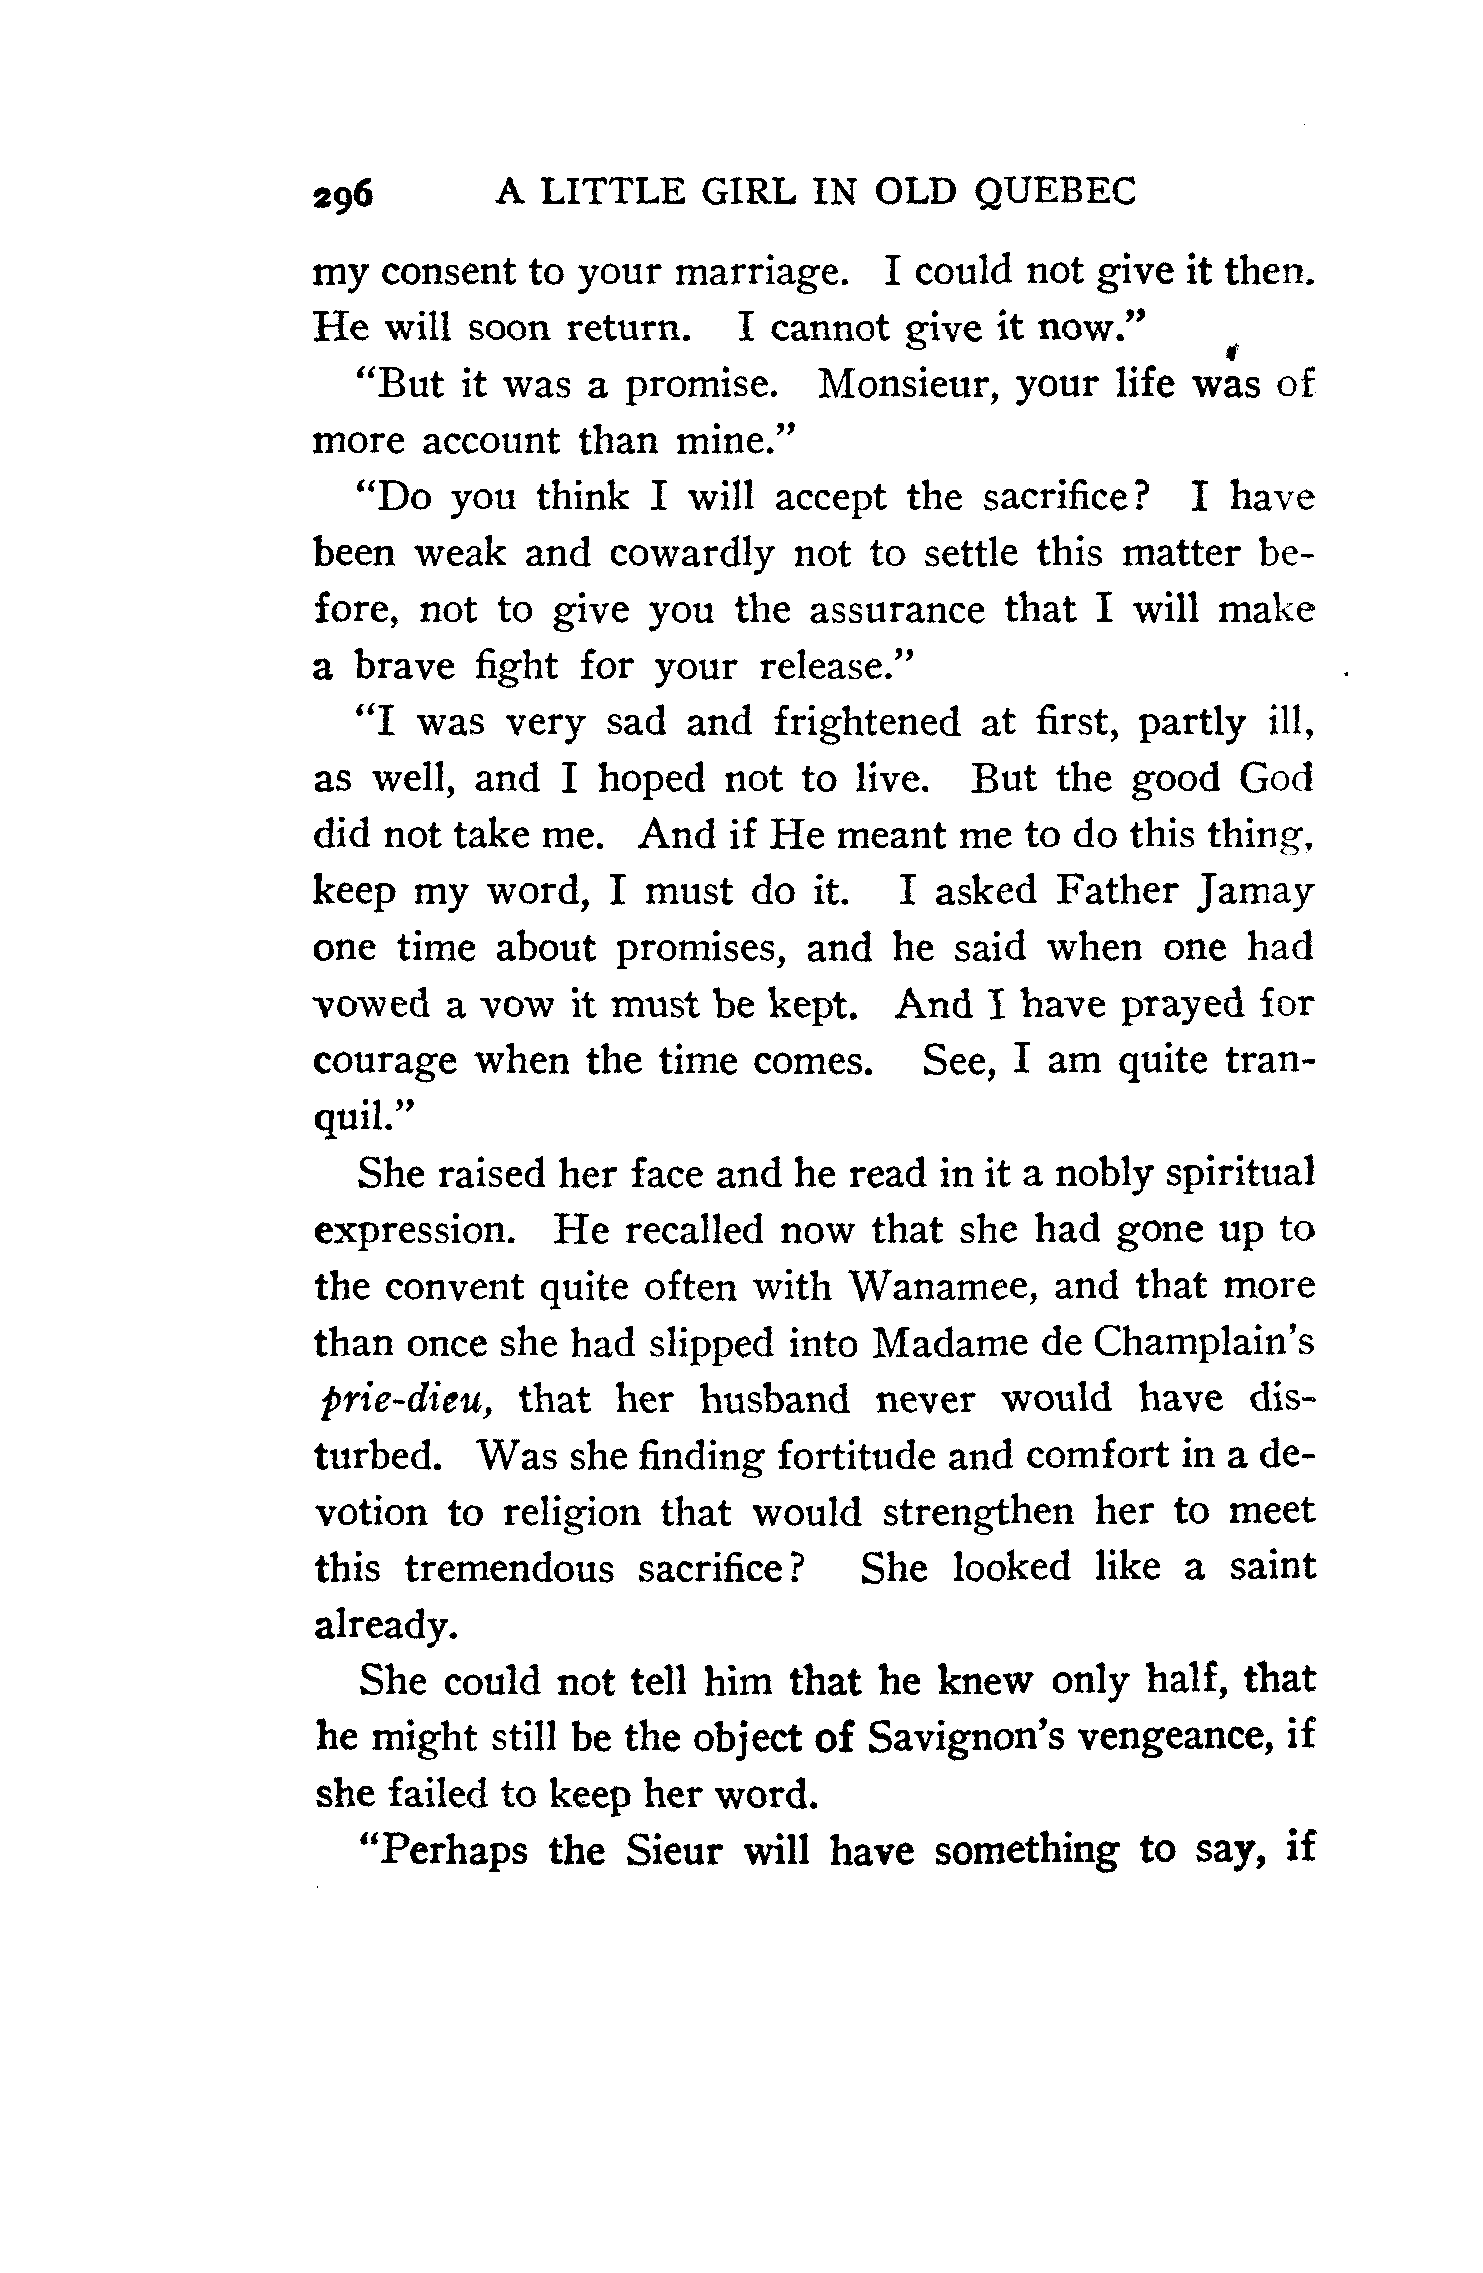 296 A LITTLE GIRL IN OLD QUEBEC
my consent to your marriage. I could not give it then.
He will soon return. I cannot give it now."
"But it was a promise. Monsieur, your life was of
more account than mine."
"Do you think I will accept the sacrifice? I have
been weak and cowardly not to settle this matter be-
fore, not to give you the assurance that I will make
a brave fight for your release."
"I was very sad and frightened at first, partly ill,
as well, and I hoped not to live. But the good God
did not take me. And if He meant me to do this thing,
keep my word, I must do it. I asked Father Jamay
one time about promises, and he said when one had
vowed a vow it must be kept. And I have prayed for
courage when the time comes. See, I am quite tran-
quil."
She raised her face and he read in it a nobly spiritual
expression. He recalled now that she had gone up to
the convent quite often with Wanamee, and that more
than once she had slipped into Madame de Champlain's
prie-dieu, that her husband never would have dis-
turbed. Was she finding fortitude and comfort in a de-
votion to religion that would strengthen her to meet
this tremendous sacrifice? She looked like a saint
already.
She could not tell him that he knew only half, that
he might still be the object of Savignon's vengeance, if
she failed to keep her word.
"Perhaps the Sieur will have something to say, if